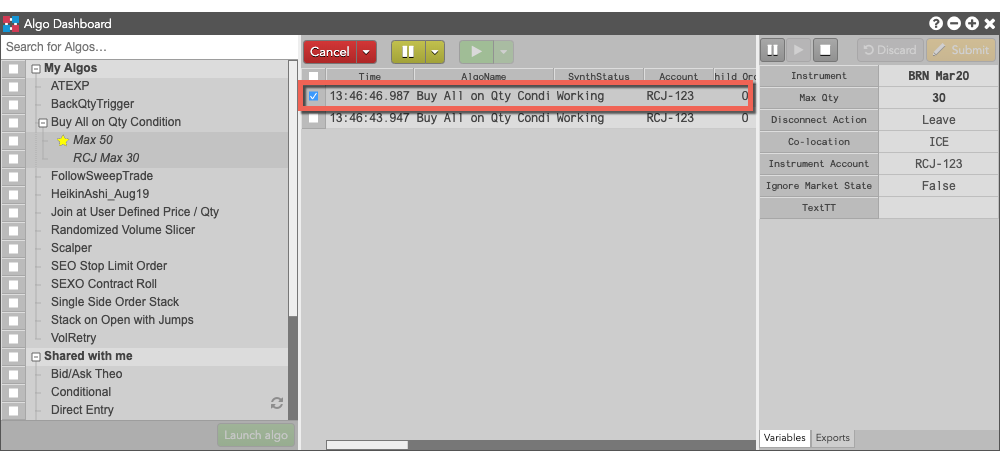 Algo Dashboard
Search for Algos…
My Algos
ATEXP
BackQtyTrigger
Buy All on Qty Condition
Max 50
RCJ Max 30
FollowSweepTrade
HeikinAshi_Aug19
Join at User Defined Price / Qty
Randomized Volume Slicer
Scalper
SEO Stop Limit Order
SEXO Contract Roll
Single Side Order Stack
Stack on Open with Jumps
VolRetry
Shared with me
Bid/Ask Theo
Conditional
Direct Entry
Launch algo
Cancel
Time AlgoName SynthStatus Account hild Or
13:46:46.987 Buy All on Qty Condi Working RCJ-123 0
13:46:43.947 Buy All on Qty Condi Working RCJ-123 0
Discard Submit
Instrument BRN Mar20
Max Qty 30
Disconnect Action Leave
Co-location ICE
Instrument Account RCJ-123
Ignore Market State False
TextTT
Variables Exports